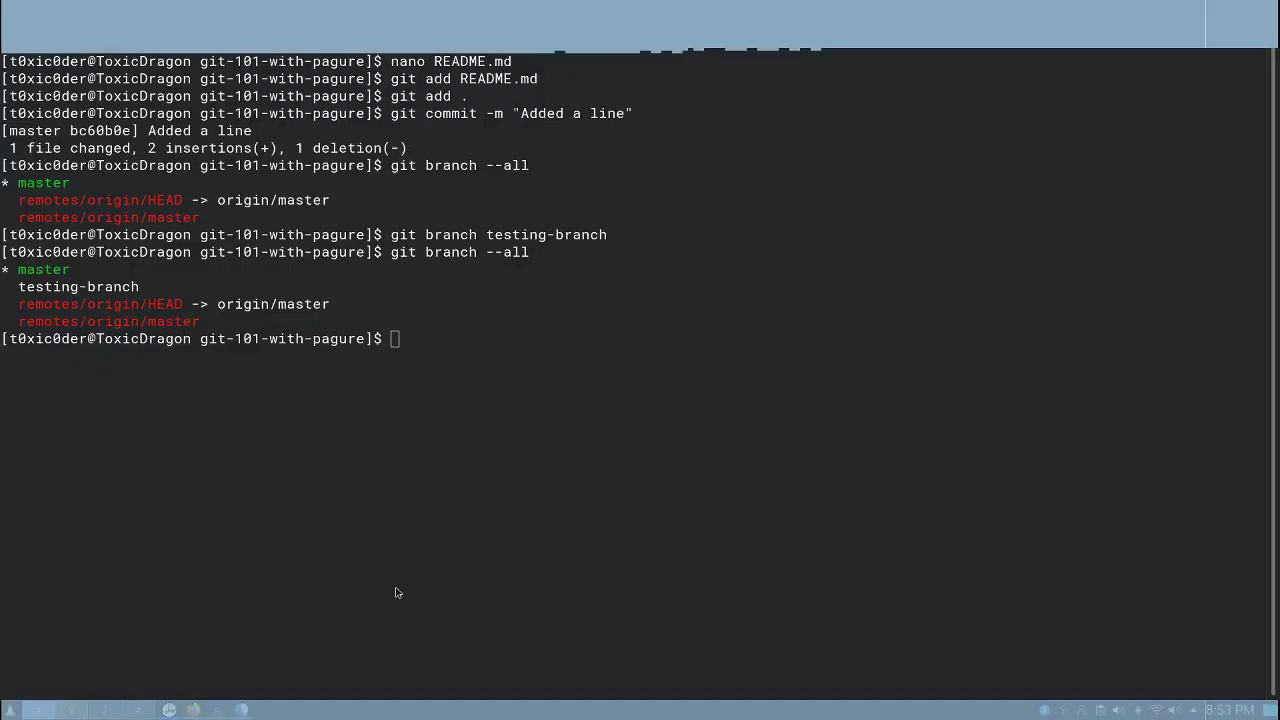 [t0xic0der@ToxicDragon git-101-with-pagure]$ nano README.md
[t0xic0der@ToxicDragon git-101-with-pagure]$ git add README.md
[t0xic0der@ToxicDragon git-101-with-pagure]$ git add .
[t0xic0der@ToxicDragon git-101-with-pagure]$ git commit -m "Added a line"
[master bc60b0e] Added a line
1 file changed, 2 insertions(+), 1 deletion(-)
[t0xic0der@ToxicDragon git-101-with-pagure]$ git branch --all
* master
remotes/origin/HEAD -> origin/master
remotes/origin/master
[t0xic0der@ToxicDragon git-101-with-pagure]$ git branch testing-branch
[t0xic0der@ToxicDragon git-101-with-pagure]$ git branch --all
* master
testing-branch
remotes/origin/HEAD -> origin/master
remotes/origin/master
[t0xic0der@ToxicDragon git-101-with-pagure]$
8:53 PM